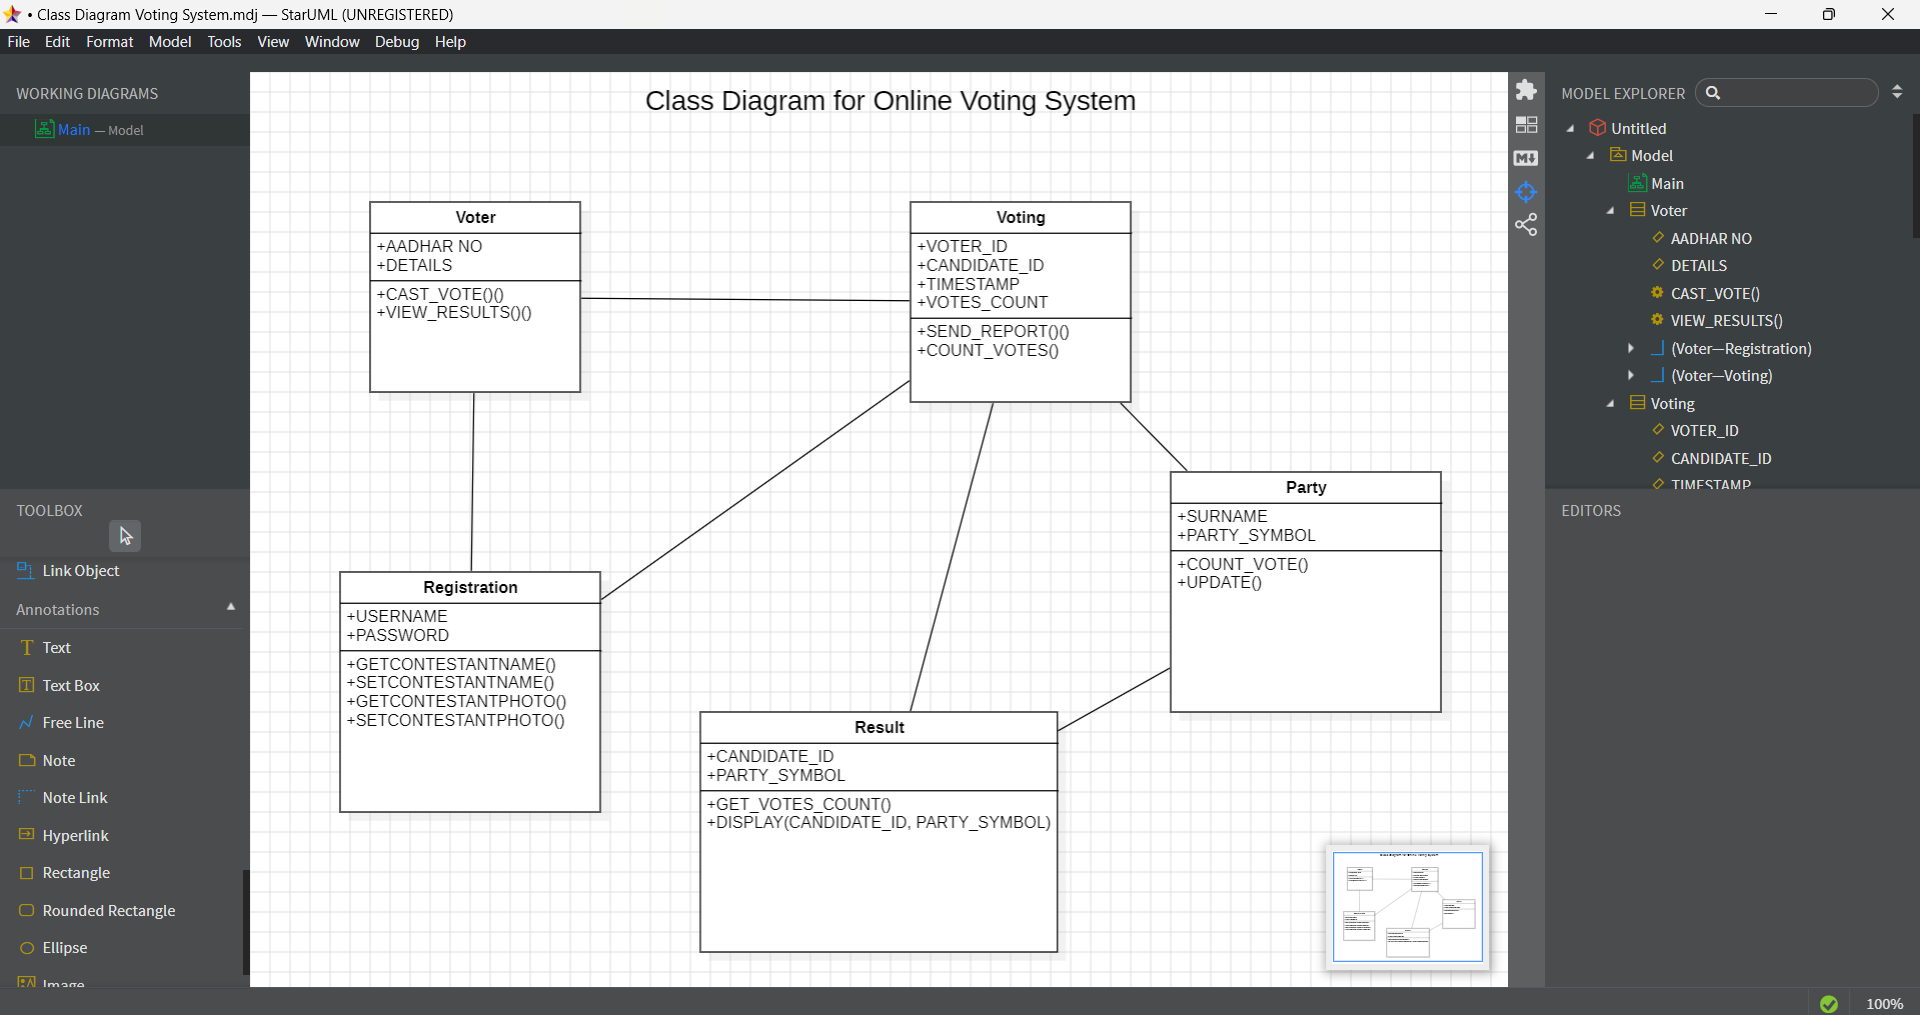 • Class Diagram Voting System.mdj — StarUML (UNREGISTERED)
File Edit Format Model Tools View Window Debug Help
WORKING DIAGRAMS
Main — Model
TOOLBOX
Link Object
Annotations
Text
Text Box
Free Line
Note
Note Link
Hyperlink
Rectangle
Rounded Rectangle
Ellipse
Image
Class Diagram for Online Voting System
Voter
+AADHAR NO
+DETAILS
+CAST_VOTE()()
+VIEW_RESULTS()()
Voting
+VOTER_ID
+CANDIDATE_ID
+TIMESTAMP
+VOTES_COUNT
+SEND_REPORT()()
+COUNT_VOTES()
Party
+SURNAME
+PARTY_SYMBOL
+COUNT_VOTE()
+UPDATE()
Registration
+USERNAME
+PASSWORD
+GETCONTESTANTNAME()
+SETCONTESTANTNAME()
+GETCONTESTANTPHOTO()
+SETCONTESTANTPHOTO()
Result
+CANDIDATE_ID
+PARTY_SYMBOL
+GET_VOTES_COUNT()
+DISPLAY(CANDIDATE_ID, PARTY_SYMBOL)
M
MODEL EXPLORER
Untitled
Model
Main
Voter
AADHAR NO
DETAILS
CAST_VOTE()
VIEW_RESULTS()
(Voter—Registration)
(Voter—Voting)
Voting
VOTER_ID
CANDIDATE_ID
TIMESTAMP
EDITORS
100%